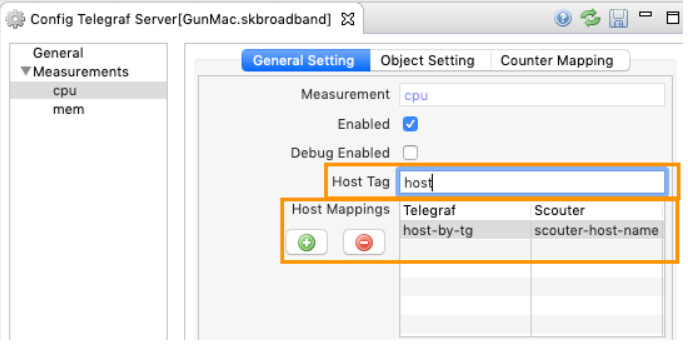 Config Telegraf Server[GunMac.skbroadband]
General
Measurements
cpu
mem
General Setting Object Setting Counter Mapping
Measurement cpu
Enabled
Debug Enabled
Host Tag host
Host Mappings Telegraf Scouter
host-by-tg scouter-host-name